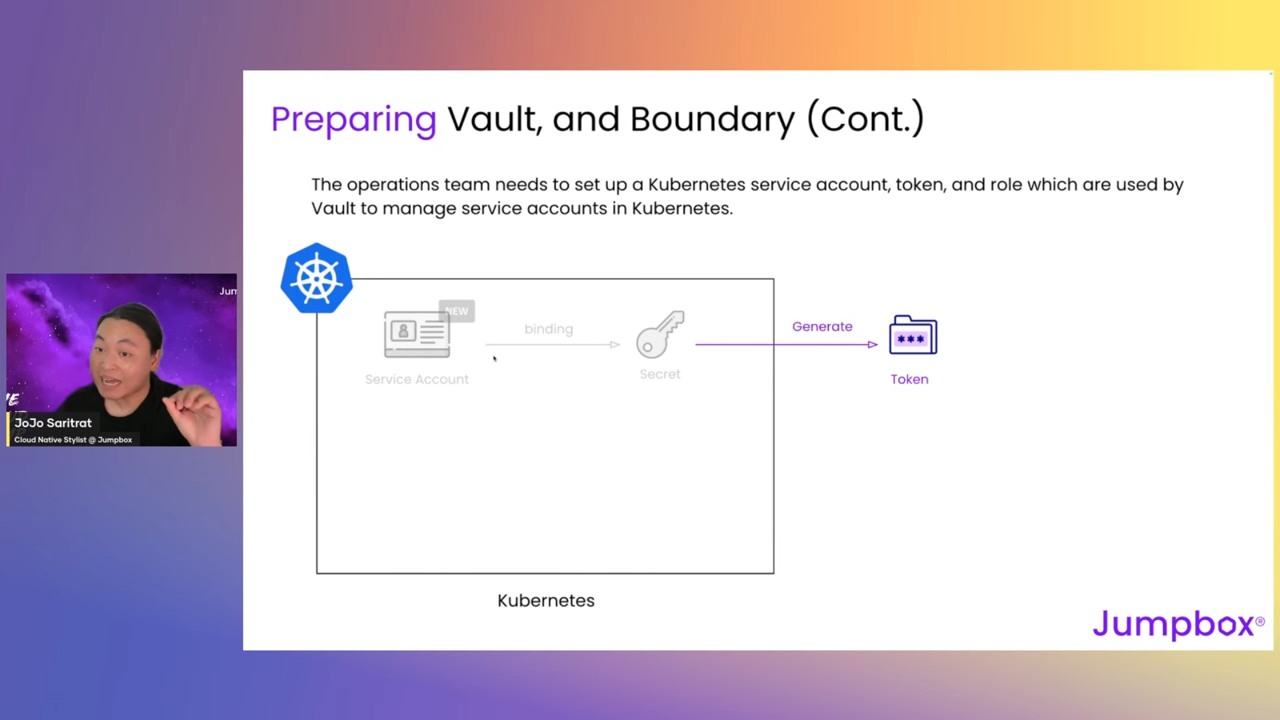 Preparing Vault, and Boundary (Cont.)
The operations team needs to set up a Kubernetes service account, token, and role which are used by
Vault to manage service accounts in Kubernetes.
NEW
binding
Generate
***
Service Account
Secret
Token
Kubernetes
JoJo Saritrat
Cloud Native Stylist @ Jumpbox
Jumpbox®